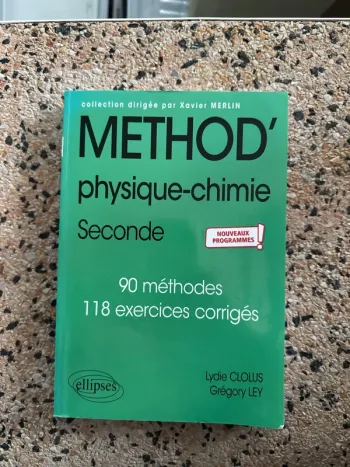 collection dirigée par Xavier MERLIN
METHOD'
physique-chimie
Seconde
NOUVEAUX
PROGRAMMES !
90 méthodes
118 exercices corrigés
Lydie CLOLUS
Grégory LEY
ellipses